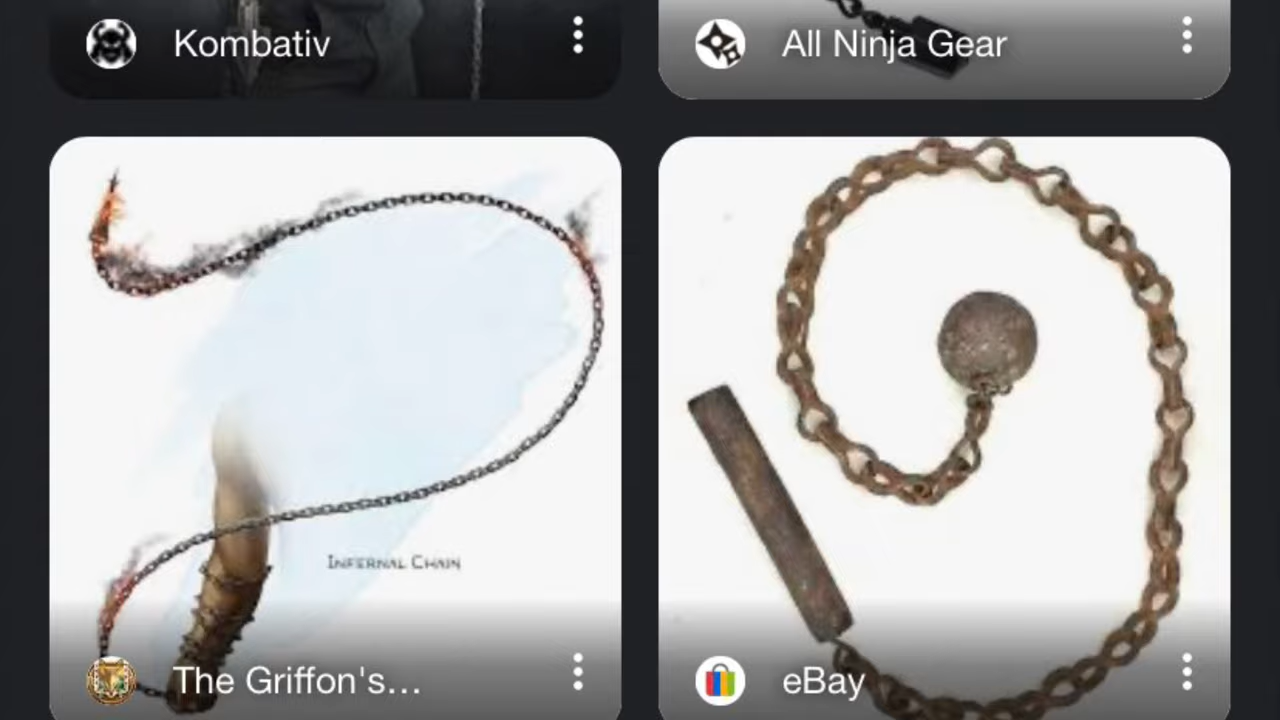 Kombativ
All Ninja Gear
INFERNAL CHAIN
The Griffon's...
eBay